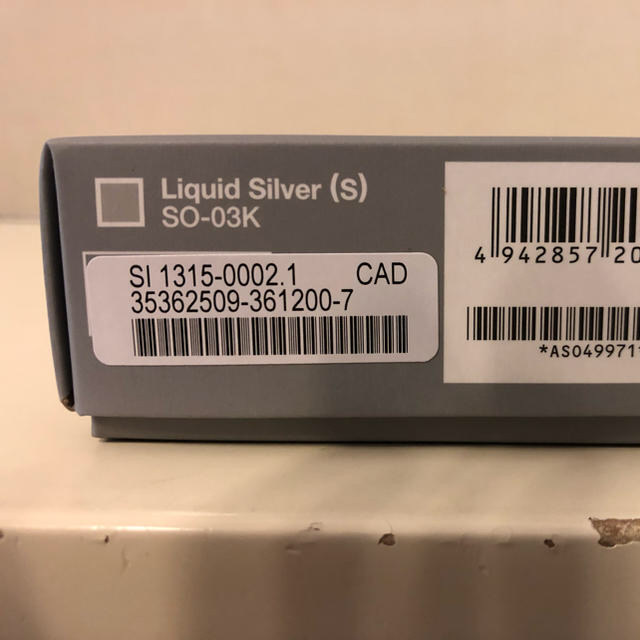 Liquid Silver (S)
SO-03K
SI 1315-0002.1 CAD
35362509-361200-7
4 942857 20
*AS049971